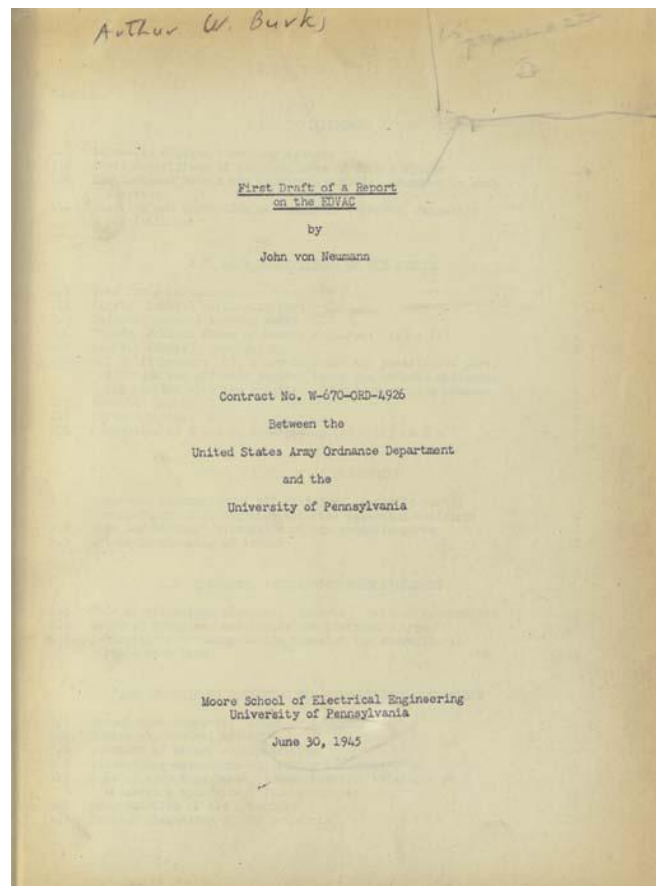 Arthur W. Burks
First Draft of a Report
on the EDVAC
by
John von Neumann
Contract No. W-670-ORD-4926
Between the
United States Army Ordnance Department
and the
University of Pennsylvania
Moore School of Electrical Engineering
University of Pennsylvania
June 30, 1945